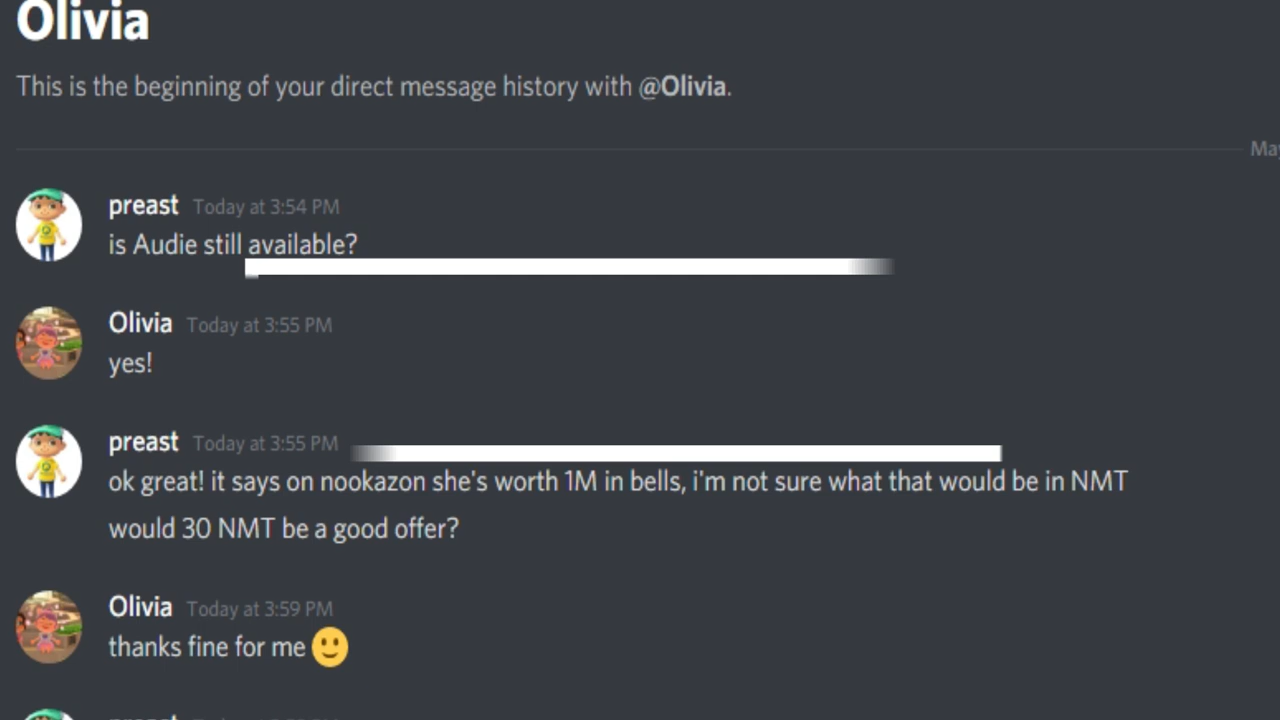 Olivia
This is the beginning of your direct message history with @Olivia.
May
preast Today at 3:54 PM
is Audie still available?
Olivia Today at 3:55 PM
yes!
preast Today at 3:55 PM
ok great! it says on nookazon she's worth 1M in bells, i'm not sure what that would be in NMT
would 30 NMT be a good offer?
Olivia Today at 3:59 PM
thanks fine for me 🙂
preast